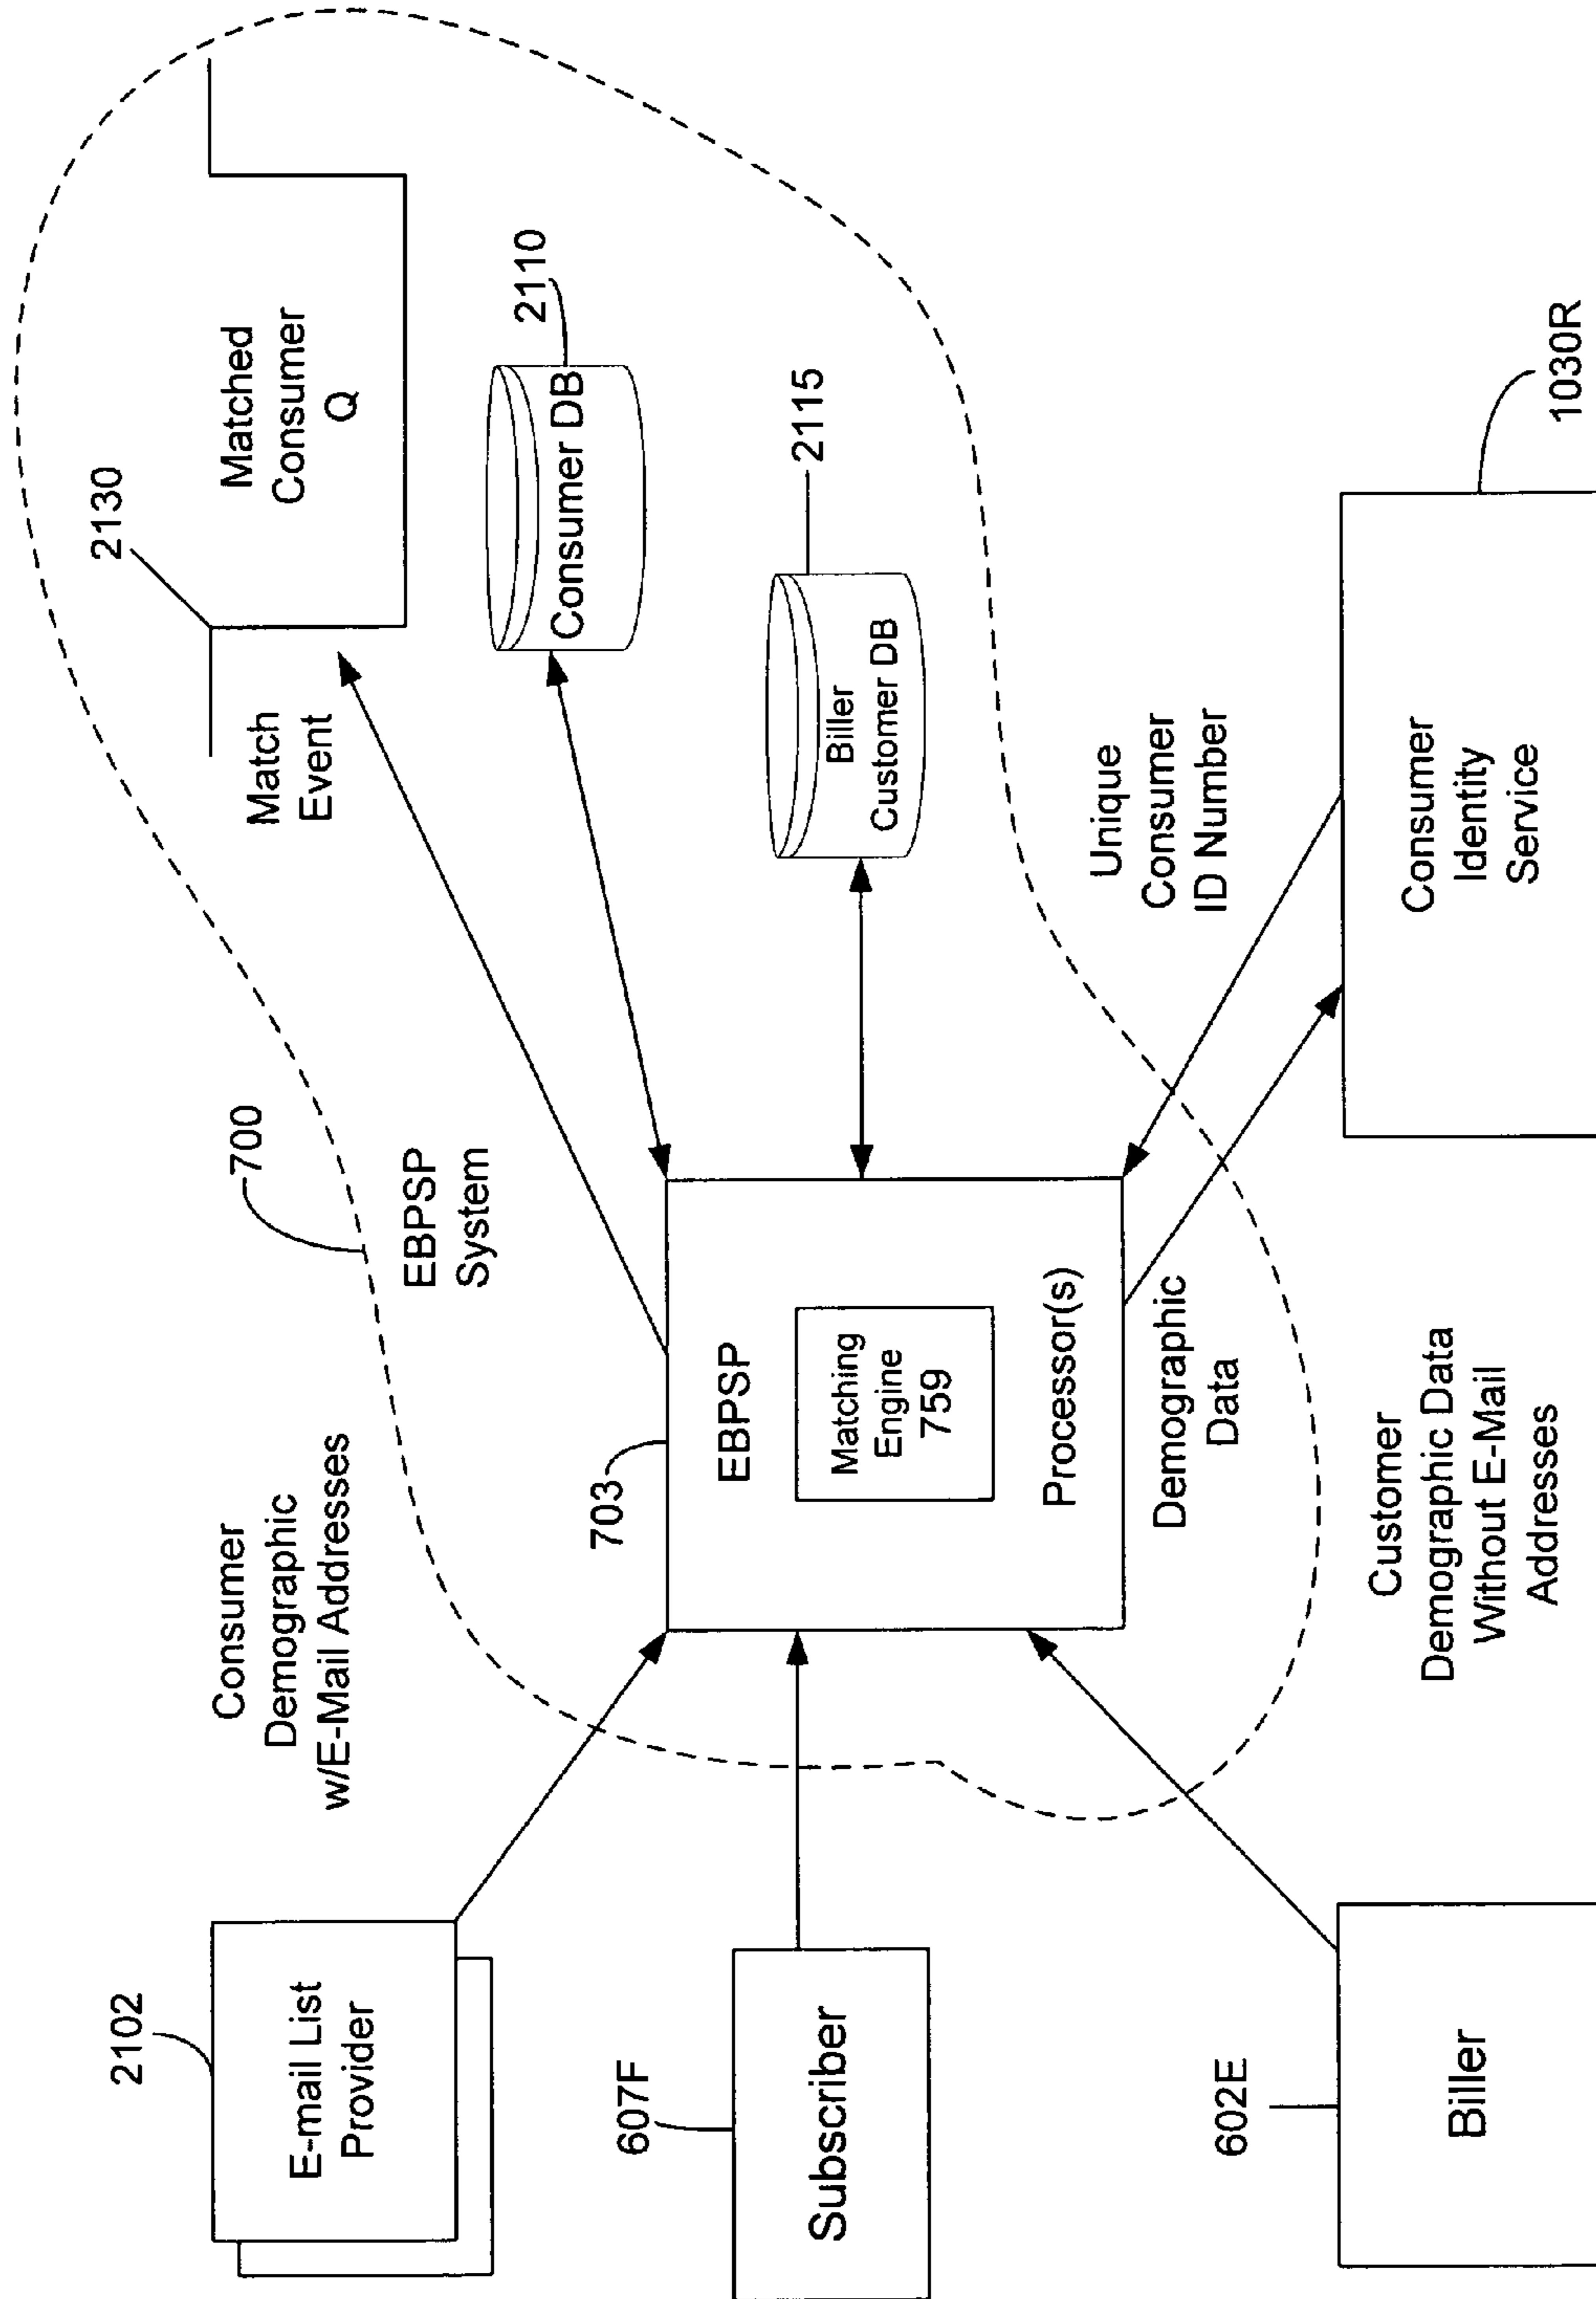 2102
E-mail List
Provider
Consumer
Demographic
w/E-Mail Addresses
700
EBPSP
System
2130
Match
Event
Matched
Consumer
Q
Consumer DB
2110
607F
Subscriber
703
EBPSP
Matching
Engine
759
Processor(s)
Biller
Customer DB
2115
Demographic
Data
Unique
Consumer
ID Number
602E
Biller
Customer
Demographic Data
Without E-Mail
Addresses
Consumer
Identity
Service
1030R